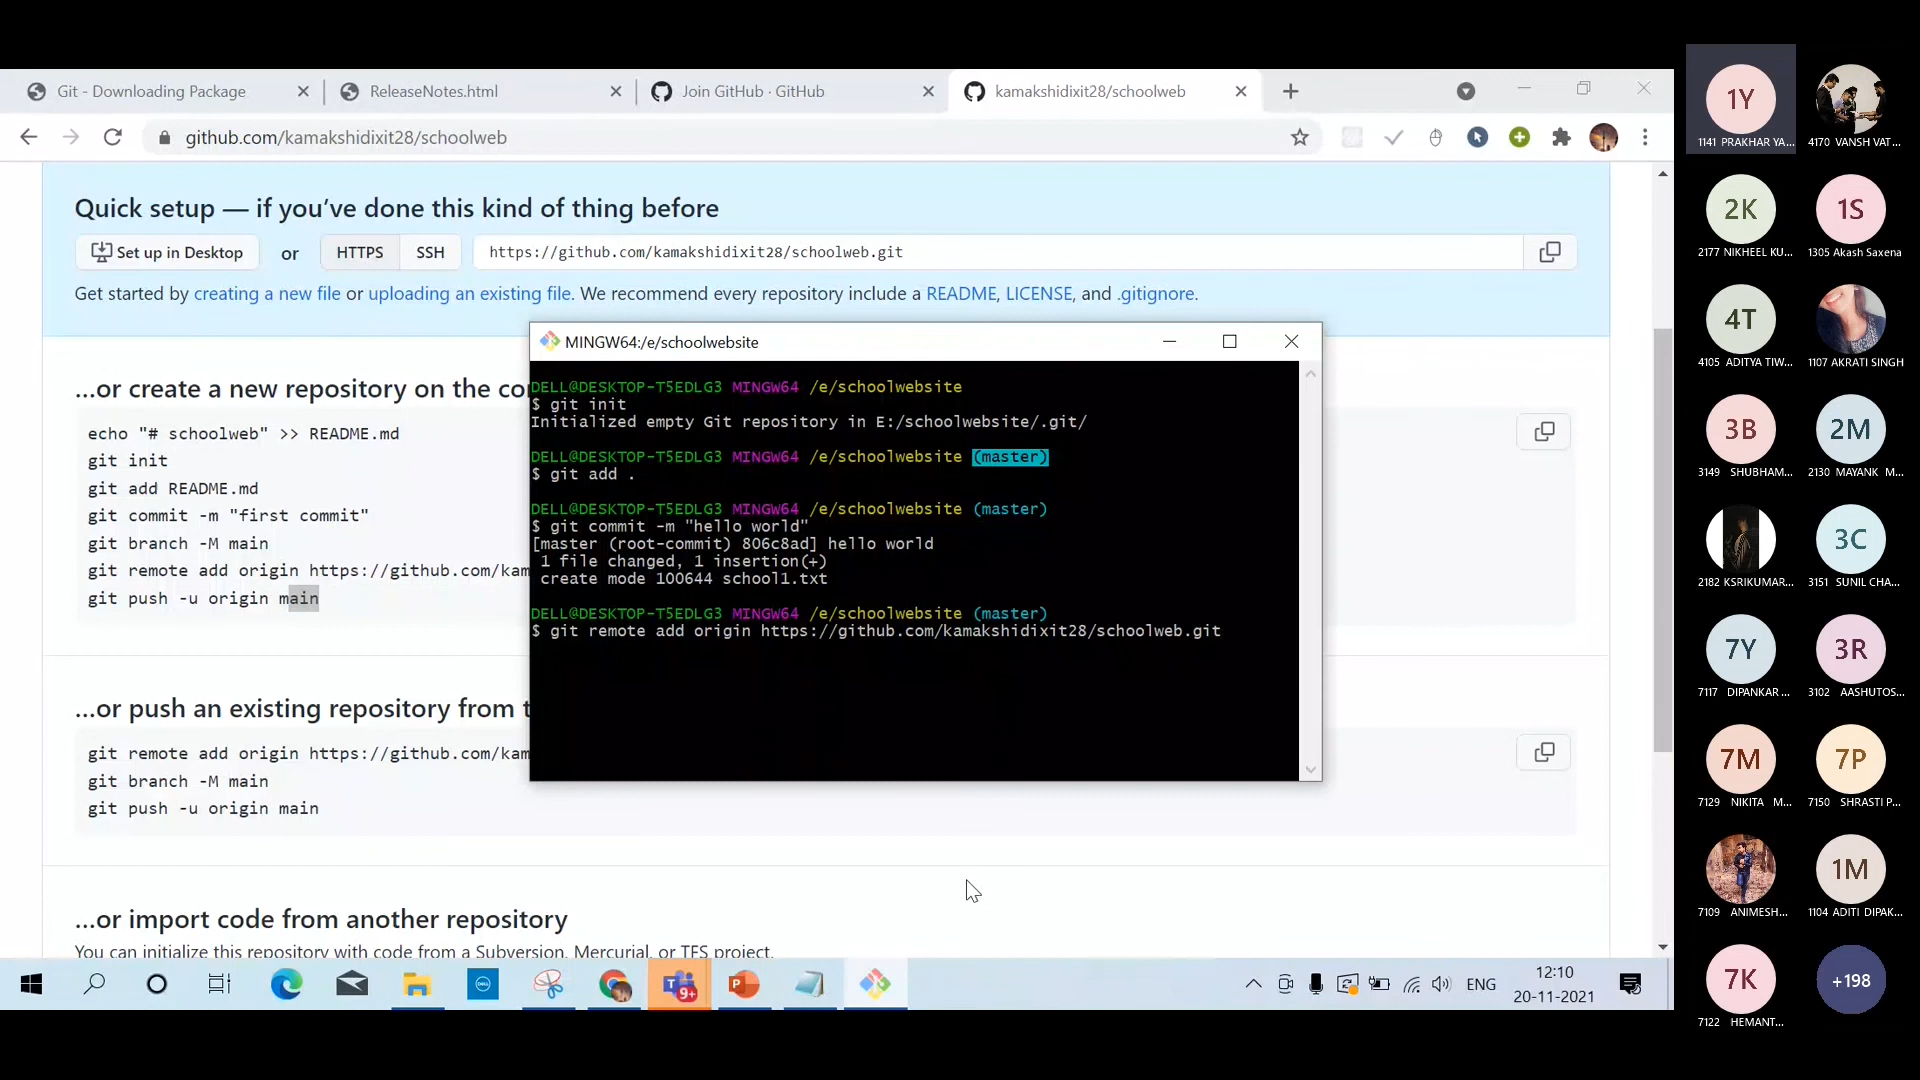 Git - Downloading Package
ReleaseNotes.html
Join GitHub · GitHub
kamakshidixit28/schoolweb
github.com/kamakshidixit28/schoolweb
Quick setup — if you've done this kind of thing before
Set up in Desktop
or
HTTPS
SSH
https://github.com/kamakshidixit28/schoolweb.git
Get started by creating a new file or uploading an existing file. We recommend every repository include a README, LICENSE, and .gitignore.
…or create a new repository on the co
echo "# schoolweb" >> README.md
git init
git add README.md
git commit -m "first commit"
git branch -M main
git remote add origin https://github.com/kam
git push -u origin main
…or push an existing repository from t
git remote add origin https://github.com/kam
git branch -M main
git push -u origin main
…or import code from another repository
You can initialize this repository with code from a Subversion, Mercurial, or TFS project.
MINGW64:/e/schoolwebsite
DELL@DESKTOP-T5EDLG3 MINGW64 /e/schoolwebsite
$ git init
Initialized empty Git repository in E:/schoolwebsite/.git/
DELL@DESKTOP-T5EDLG3 MINGW64 /e/schoolwebsite (master)
$ git add .
DELL@DESKTOP-T5EDLG3 MINGW64 /e/schoolwebsite (master)
$ git commit -m "hello world"
[master (root-commit) 806c8ad] hello world
1 file changed, 1 insertion(+)
create mode 100644 school1.txt
DELL@DESKTOP-T5EDLG3 MINGW64 /e/schoolwebsite (master)
$ git remote add origin https://github.com/kamakshidixit28/schoolweb.git
9+
ENG
12:10
20-11-2021
1Y
1141 PRAKHAR YA...
4170 VANSH VAT...
2K
2177 NIKHEEL KU...
1S
1305 Akash Saxena
4T
4105 ADITYA TIW...
1107 AKRATI SINGH
3B
3149 SHUBHAM...
2M
2130 MAYANK M...
2182 KSRIKUMAR...
3C
3151 SUNIL CHA...
7Y
7117 DIPANKAR ...
3R
3102 AASHUTOS...
7M
7129 NIKITA M...
7P
7150 SHRASTI P...
7109 ANIMESH...
1M
1104 ADITI DIPAK...
7K
7122 HEMANT...
+198